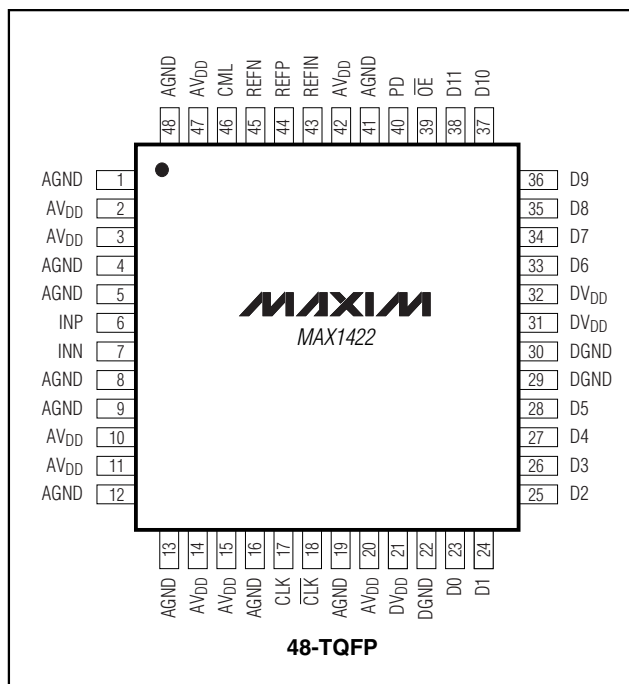 AGND AVDD CML REFN REFP REFIN AVDD AGND PD OE D11 D10
48 47 46 45 44 43 42 41 40 39 38 37
AGND 1 36 D9
AVDD 2 35 D8
AVDD 3 34 D7
AGND 4 33 D6
AGND 5 32 DVDD
INP 6 31 DVDD
INN 7 30 DGND
AGND 8 29 DGND
AGND 9 28 D5
AVDD 10 27 D4
AVDD 11 26 D3
AGND 12 25 D2
MAXIM
MAX1422
13 14 15 16 17 18 19 20 21 22 23 24
AGND AVDD AVDD AGND CLK CLK AGND AVDD DVDD DGND D0 D1
48-TQFP